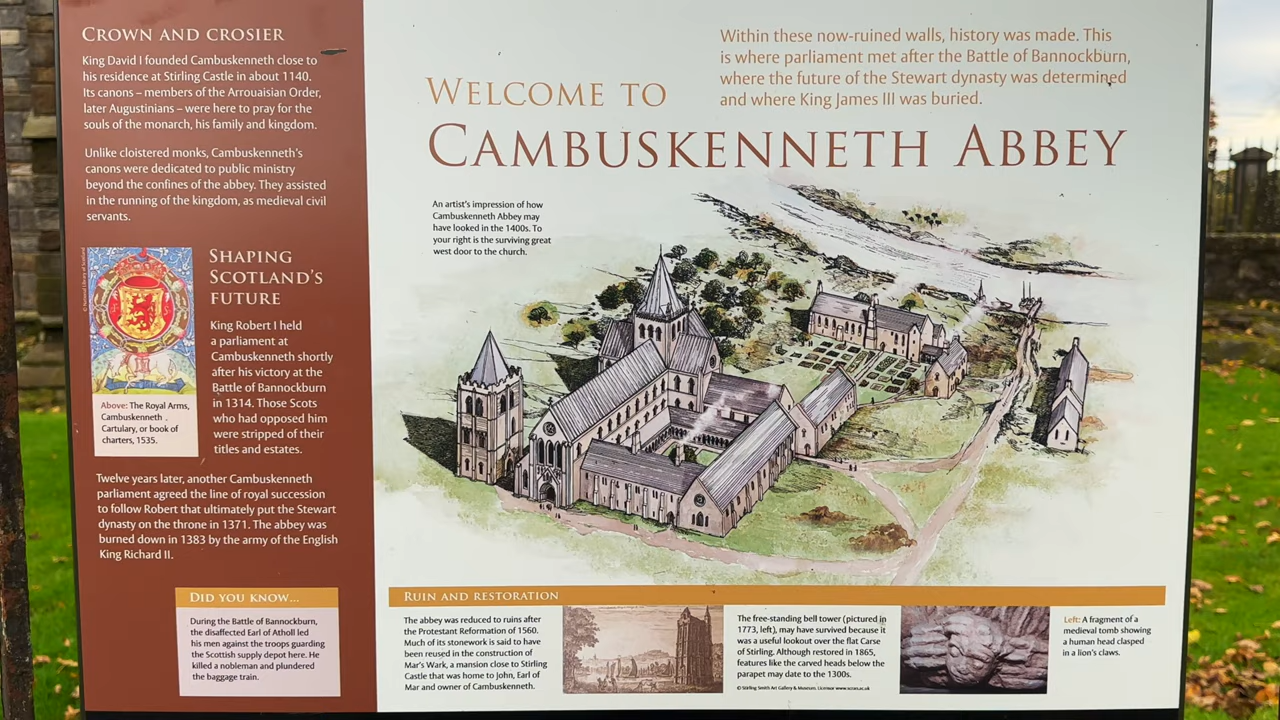 CROWN AND CROSIER
King David I founded Cambuskenneth close to
his residence at Stirling Castle in about 1140.
Its canons – members of the Arrouaisian Order,
later Augustinians – were here to pray for the
souls of the monarch, his family and kingdom.
Unlike cloistered monks, Cambuskenneth's
canons were dedicated to public ministry
beyond the confines of the abbey. They assisted
in the running of the kingdom, as medieval civil
servants.
Above: The Royal Arms,
Cambuskenneth
Cartulary, or book of
charters, 1535.
SHAPING
SCOTLAND'S
FUTURE
King Robert I held
a parliament at
Cambuskenneth shortly
after his victory at the
Battle of Bannockburn
in 1314. Those Scots
who had opposed him
were stripped of their
titles and estates.
Twelve years later, another Cambuskenneth
parliament agreed the line of royal succession
to follow Robert that ultimately put the Stewart
dynasty on the throne in 1371. The abbey was
burned down in 1383 by the army of the English
King Richard II.
DID YOU KNOW...
During the Battle of Bannockburn,
the disaffected Earl of Atholl led
his men against the troops guarding
the Scottish supply depot here. He
killed a nobleman and plundered
the baggage train.
Within these now-ruined walls, history was made. This
is where parliament met after the Battle of Bannockburn,
where the future of the Stewart dynasty was determined
and where King James III was buried.
WELCOME TO
CAMBUSKENNETH ABBEY
An artist's impression of how
Cambuskenneth Abbey may
have looked in the 1400s. To
your right is the surviving great
west door to the church.
RUIN AND RESTORATION
The abbey was reduced to ruins after
the Protestant Reformation of 1560.
Much of its stonework is said to have
been reused in the construction of
Mar's Wark, a mansion close to Stirling
Castle that was home to John, Earl of
Mar and owner of Cambuskenneth.
The free-standing bell tower (pictured in
1773, left), may have survived because it
was a useful lookout over the flat Carse
of Stirling. Although restored in 1865,
features like the carved heads below the
parapet may date to the 1300s.
© Stirling Smith Art Gallery & Museum. Licensor www.scran.ac.uk
Left: A fragment of a
medieval tomb showing
a human head clasped
in a lion's claws.